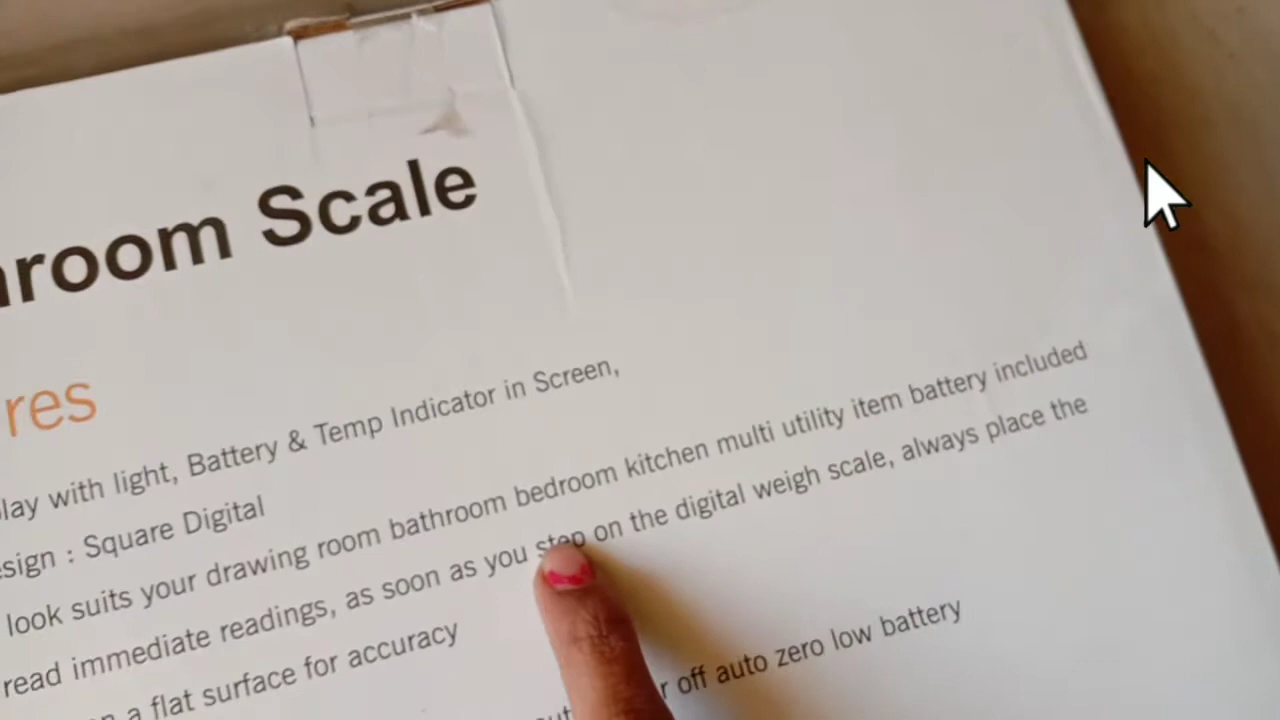 room Scale
res
lay with light, Battery & Temp Indicator in Screen,
sign : Square Digital
look suits your drawing room bathroom bedroom kitchen multi utility item battery included
read immediate readings, as soon as you step on the digital weigh scale, always place the
a flat surface for accuracy
off auto zero low battery